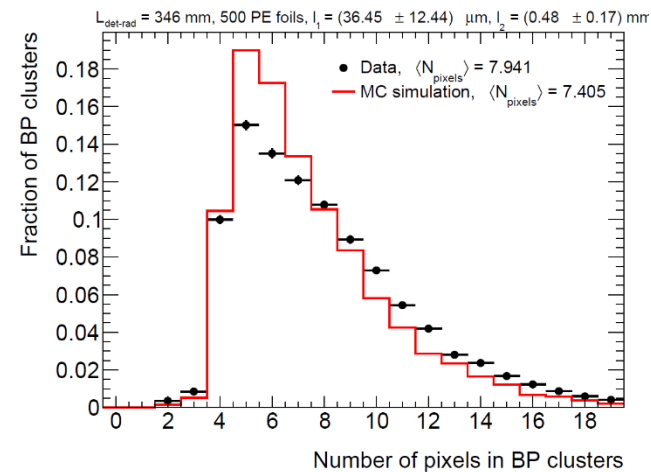 L_det-rad = 346 mm, 500 PE foils, l_1 = (36.45 ± 12.44) μm, l_2 = (0.48 ± 0.17) mm
Data, ⟨N_pixels⟩ = 7.941
MC simulation, ⟨N_pixels⟩ = 7.405
Fraction of BP clusters
0.18
0.16
0.14
0.12
0.1
0.08
0.06
0.04
0.02
0
0 2 4 6 8 10 12 14 16 18
Number of pixels in BP clusters